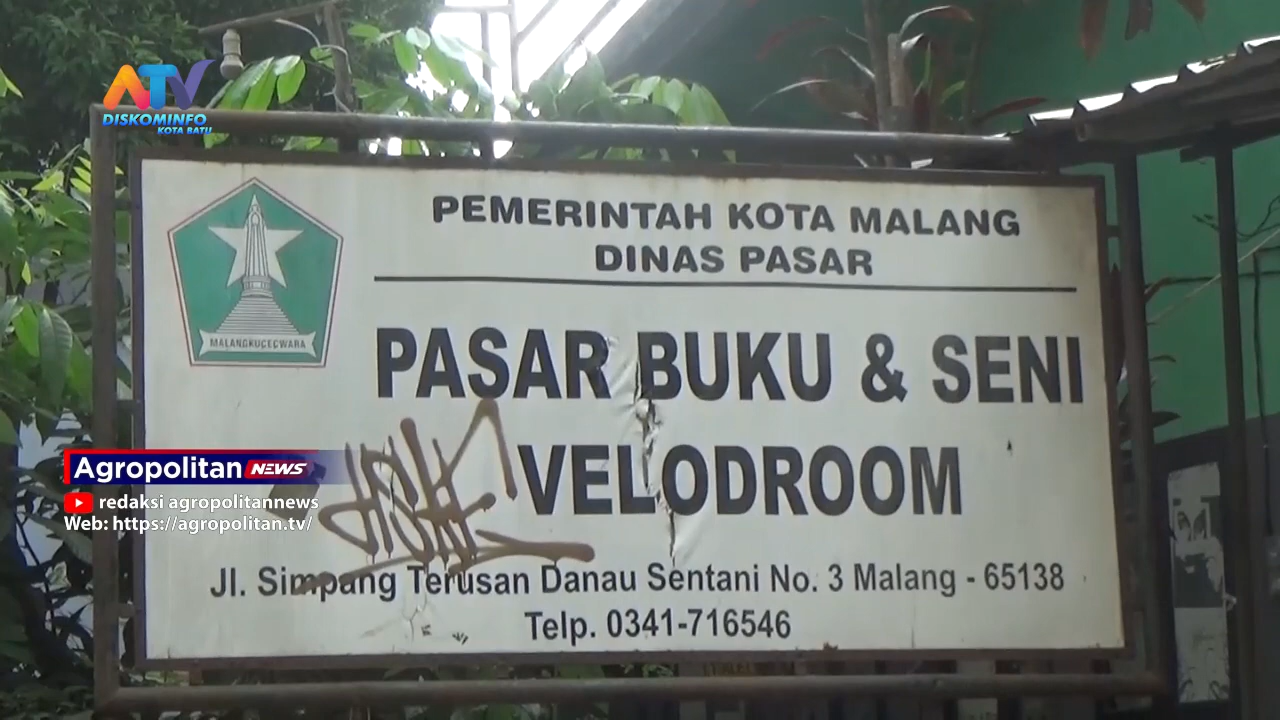 ATV
DISKOMINFO
KOTA BATU
PEMERINTAH KOTA MALANG
DINAS PASAR
MALANGKUCECWARA
PASAR BUKU & SENI
VELODROOM
Agropolitan NEWS
redaksi agropolitannews
Web: https://agropolitan.tv/
Jl. Simpang Terusan Danau Sentani No. 3 Malang - 65138
Telp. 0341-716546